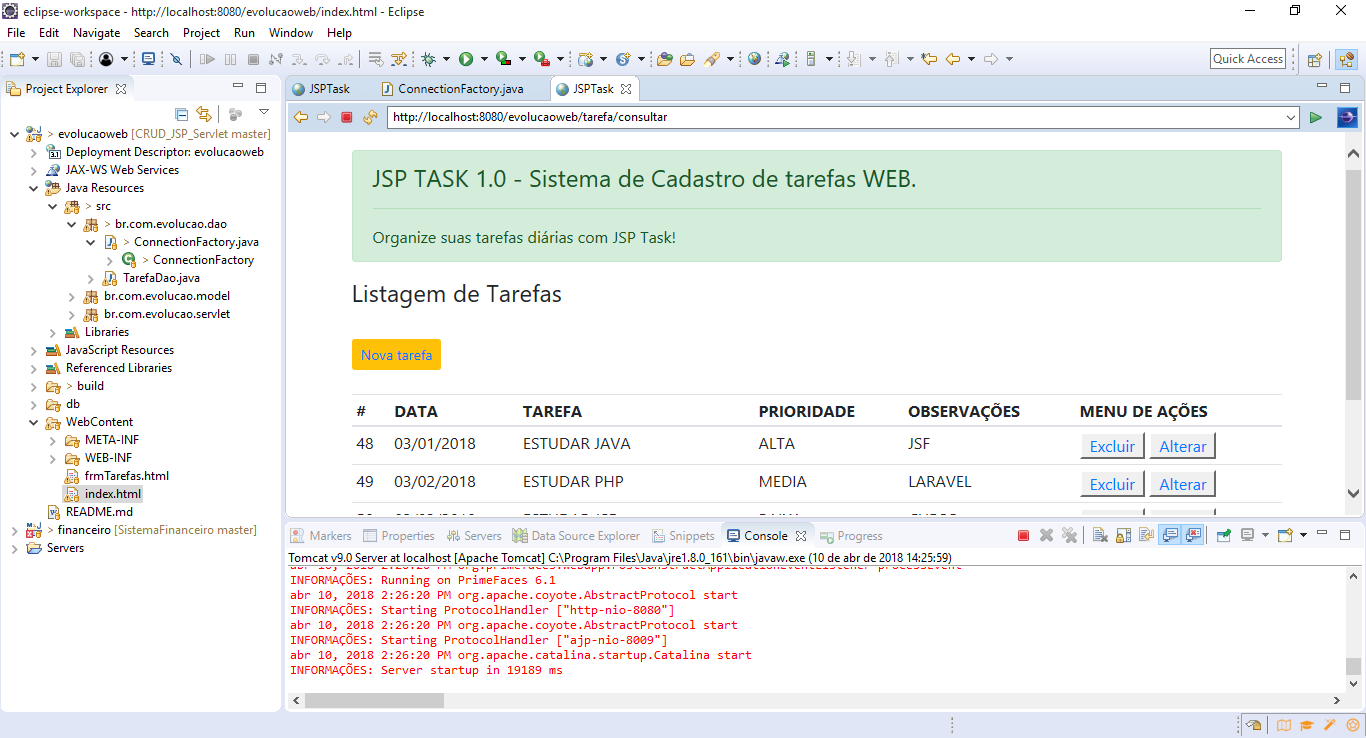 eclipse-workspace - http://localhost:8080/evolucaoweb/index.html - Eclipse
File Edit Navigate Search Project Run Window Help
Quick Access
Project Explorer
> evolucaoweb [CRUD_JSP_Servlet master]
Deployment Descriptor: evolucaoweb
JAX-WS Web Services
Java Resources
> src
> br.com.evolucao.dao
> ConnectionFactory.java
> ConnectionFactory
TarefaDao.java
br.com.evolucao.model
br.com.evolucao.servlet
Libraries
JavaScript Resources
Referenced Libraries
> build
db
WebContent
META-INF
WEB-INF
frmTarefas.html
index.html
README.md
> financeiro [SistemaFinanceiro master]
Servers
JSPTask ConnectionFactory.java JSPTask
http://localhost:8080/evolucaoweb/tarefa/consultar
JSP TASK 1.0 - Sistema de Cadastro de tarefas WEB.
Organize suas tarefas diárias com JSP Task!
Listagem de Tarefas
Nova tarefa
# DATA TAREFA PRIORIDADE OBSERVAÇÕES MENU DE AÇÕES
48 03/01/2018 ESTUDAR JAVA ALTA JSF Excluir Alterar
49 03/02/2018 ESTUDAR PHP MEDIA LARAVEL Excluir Alterar
Markers Properties Servers Data Source Explorer Snippets Console Progress
Tomcat v9.0 Server at localhost [Apache Tomcat] C:\Program Files\Java\jre1.8.0_161\bin\javaw.exe (10 de abr de 2018 14:25:59)
INFORMAÇÕES: Running on PrimeFaces 6.1
abr 10, 2018 2:26:20 PM org.apache.coyote.AbstractProtocol start
INFORMAÇÕES: Starting ProtocolHandler ["http-nio-8080"]
abr 10, 2018 2:26:20 PM org.apache.coyote.AbstractProtocol start
INFORMAÇÕES: Starting ProtocolHandler ["ajp-nio-8009"]
abr 10, 2018 2:26:20 PM org.apache.catalina.startup.Catalina start
INFORMAÇÕES: Server startup in 19189 ms